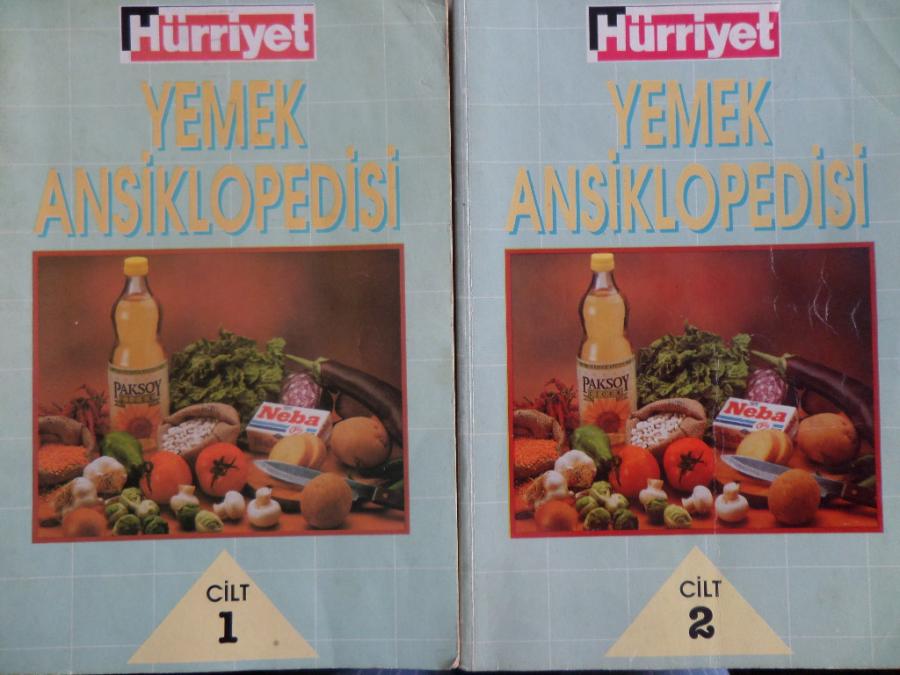 Hürriyet
YEMEK
ANSİKLOPEDİSİ
PAKSOY
Neba
CİLT
1
Hürriyet
YEMEK
ANSİKLOPEDİSİ
PAKSOY
Neba
CİLT
2